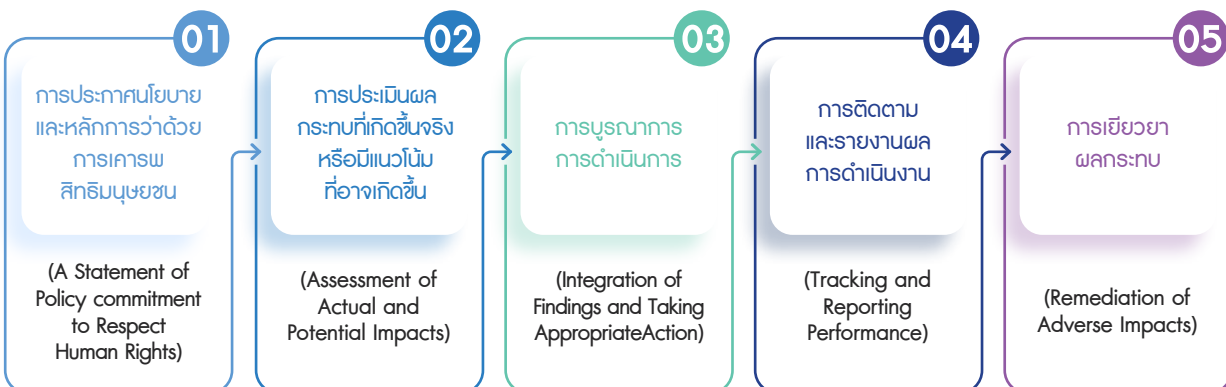 01
การประกาศนโยบาย
และหลักการว่าด้วย
การเคารพ
สิทธิมนุษยชน
(A Statement of
Policy commitment
to Respect
Human Rights)
02
การประเมินผล
กระทบที่เกิดขึ้นจริง
หรือมีแนวโน้ม
ที่อาจเกิดขึ้น
(Assessment of
Actual and
Potential Impacts)
03
การบูรณาการ
การดำเนินการ
(Integration of
Findings and Taking
AppropriateAction)
04
การติดตาม
และรายงานผล
การดำเนินงาน
(Tracking and
Reporting
Performance)
05
การเยียวยา
ผลกระทบ
(Remediation of
Adverse Impacts)